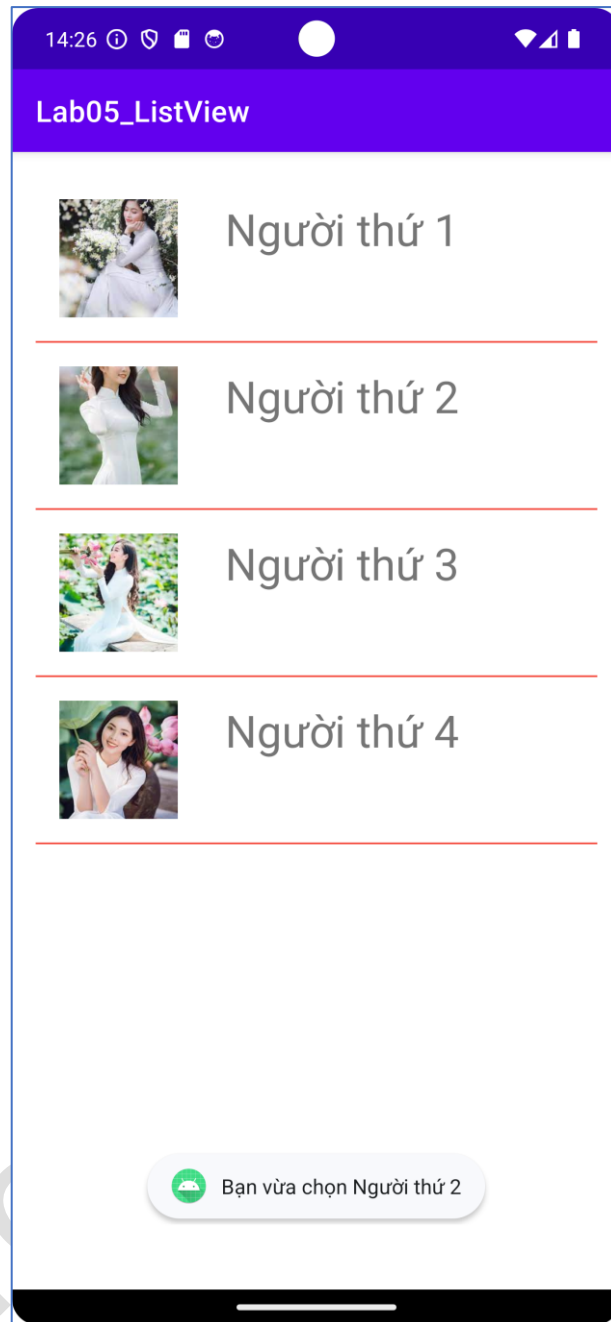 14:26
Lab05_ListView
Người thứ 1
Người thứ 2
Người thứ 3
Người thứ 4
Bạn vừa chọn Người thứ 2